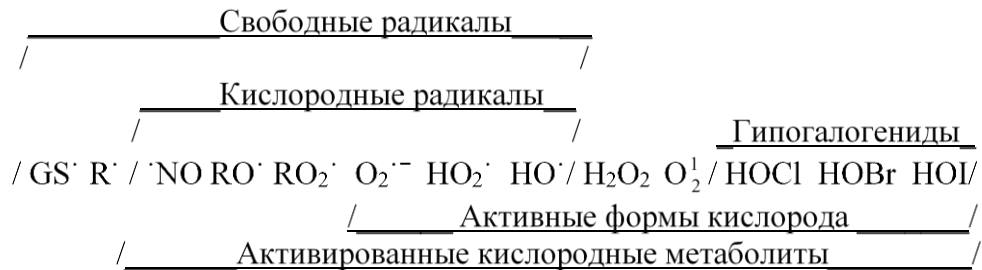 Свободные радикалы
/ /
Кислородные радикалы
/ / Гипогалогениды
/ GS˙ R˙ / ˙NO RO˙ RO₂˙ O₂˙⁻ HO₂˙ HO˙/ H₂O₂ O¹₂ / HOCl HOBr HOI/
/ Активные формы кислорода /
/ Активированные кислородные метаболиты /